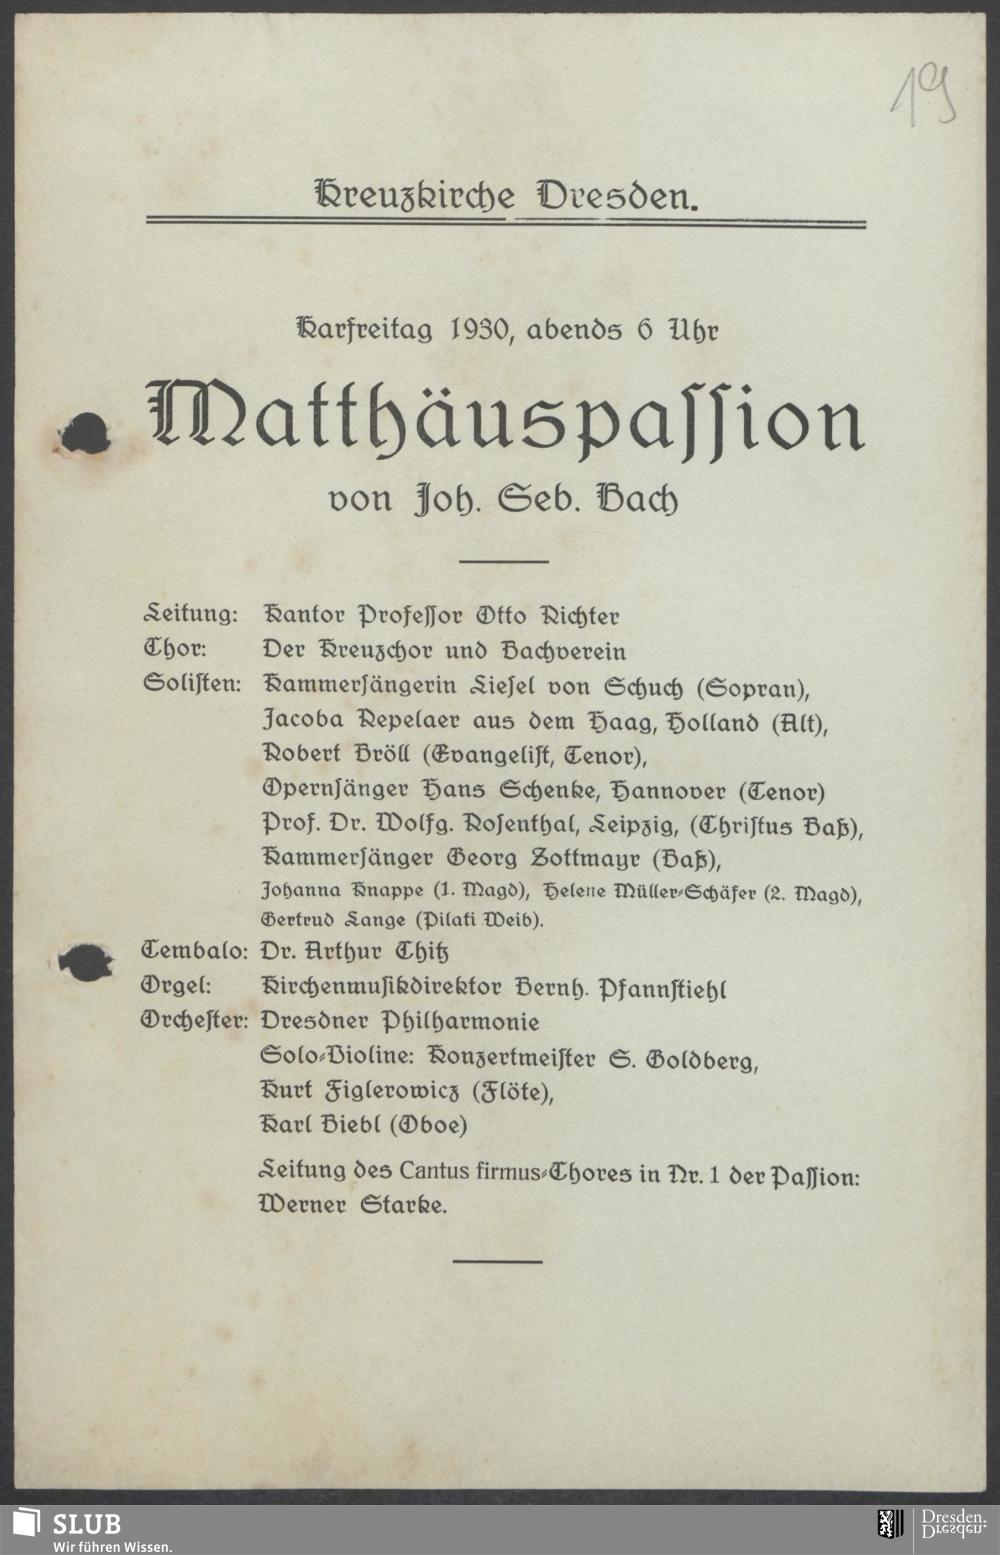 19
Kreuzkirche Dresden.
Karfreitag 1930, abends 6 Uhr
Matthäuspaſſion
von Joh. Seb. Bach
Leitung: Kantor Profeſſor Otto Richter
Chor: Der Kreuzchor und Bachverein
Soliſten: Kammerſängerin Lieſel von Schuch (Sopran),
Jacoba Repelaer aus dem Haag, Holland (Alt),
Robert Bröll (Evangeliſt, Tenor),
Opernſänger Hans Schenke, Hannover (Tenor)
Prof. Dr. Wolfg. Roſenthal, Leipzig, (Chriſtus Baß),
Kammerſänger Georg Zottmayr (Baß),
Johanna Knappe (1. Magd), Helene Müller-Schäfer (2. Magd),
Gertrud Lange (Pilati Weib).
Cembalo: Dr. Arthur Chitz
Orgel: Kirchenmuſikdirektor Bernh. Pfannſtiehl
Orcheſter: Dresdner Philharmonie
Solo-Violine: Konzertmeiſter S. Goldberg,
Kurt Figlerowicz (Flöte),
Karl Biebl (Oboe)
Leitung des Cantus firmus-Chores in Nr. 1 der Paſſion:
Werner Starke.
SLUB
Wir führen Wissen.
Dresden.
Dresden.